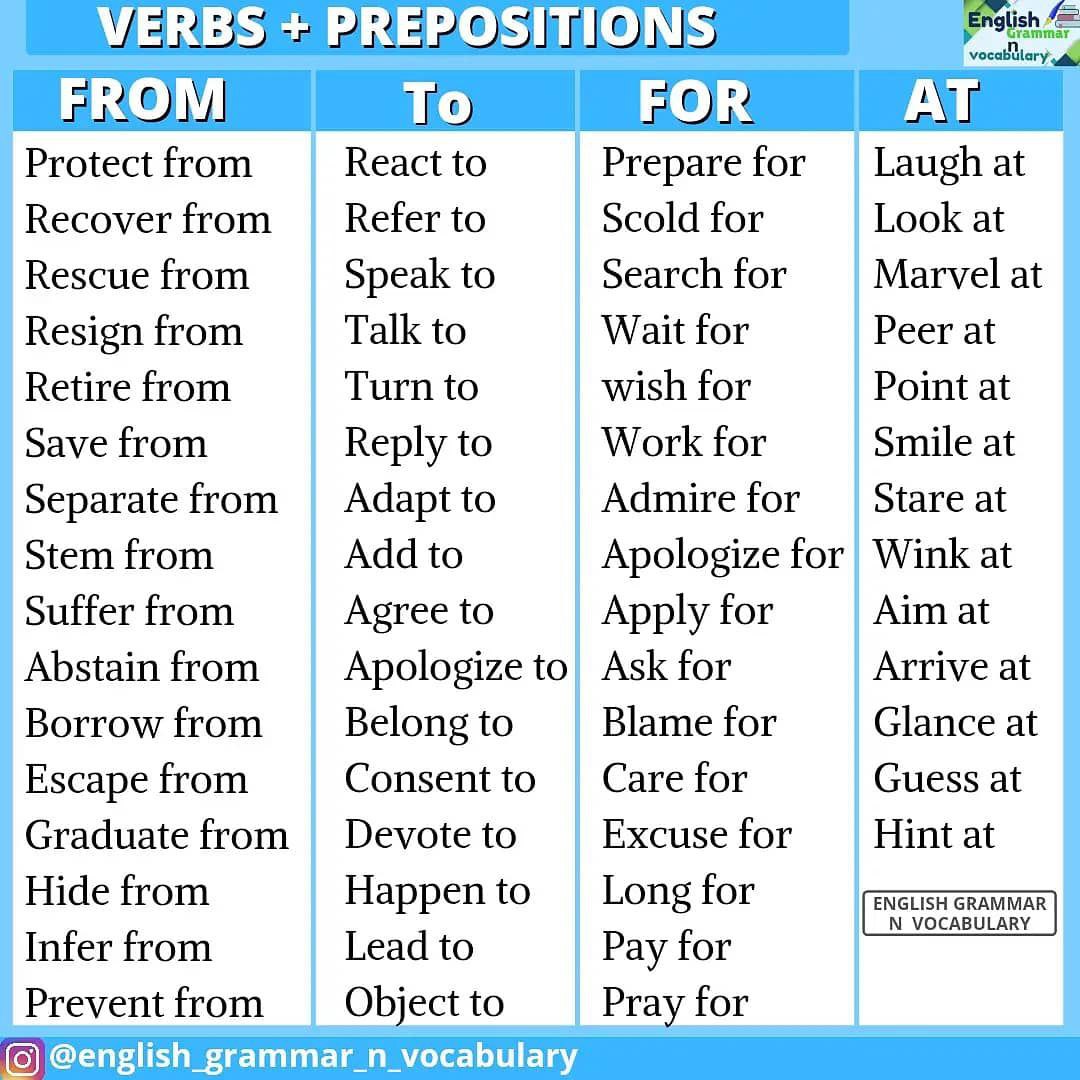 VERBS + PREPOSITIONS
English
Grammar
n
vocabulary
FROM
Protect from
Recover from
Rescue from
Resign from
Retire from
Save from
Separate from
Stem from
Suffer from
Abstain from
Borrow from
Escape from
Graduate from
Hide from
Infer from
Prevent from
To
React to
Refer to
Speak to
Talk to
Turn to
Reply to
Adapt to
Add to
Agree to
Apologize to
Belong to
Consent to
Devote to
Happen to
Lead to
Object to
FOR
Prepare for
Scold for
Search for
Wait for
wish for
Work for
Admire for
Apologize for
Apply for
Ask for
Blame for
Care for
Excuse for
Long for
Pay for
Pray for
AT
Laugh at
Look at
Marvel at
Peer at
Point at
Smile at
Stare at
Wink at
Aim at
Arrive at
Glance at
Guess at
Hint at
ENGLISH GRAMMAR
N VOCABULARY
@english_grammar_n_vocabulary